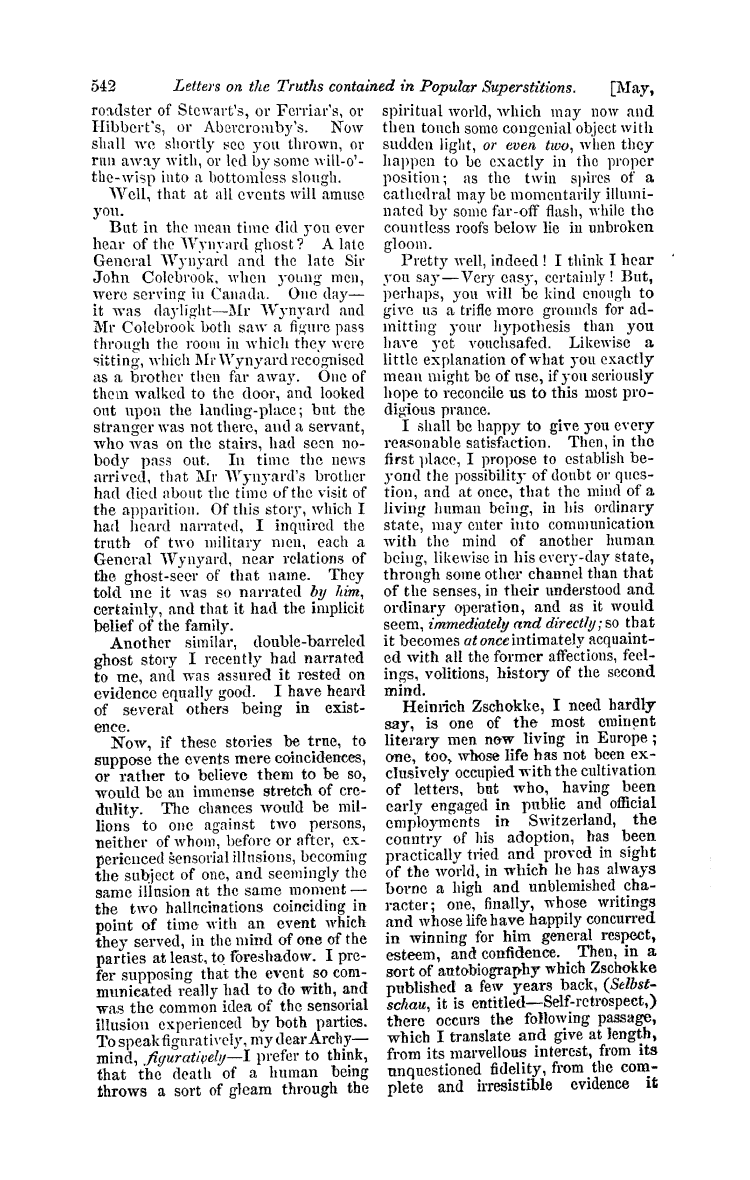 542 Letters on the Truths contained in Popular Superstitions. [May,
roadster of Stewart's, or Ferriar's, or
Hibbert's, or Abercromby's. Now
shall we shortly see you thrown, or
run away with, or led by some will-o'-
the-wisp into a bottomless slough.
Well, that at all events will amuse
you.
But in the mean time did you ever
hear of the Wynyard ghost? A late
General Wynyard and the late Sir
John Colebrook, when young men,
were serving in Canada. One day—
it was daylight—Mr Wynyard and
Mr Colebrook both saw a figure pass
through the room in which they were
sitting, which Mr Wynyard recognised
as a brother then far away. One of
them walked to the door, and looked
out upon the landing-place; but the
stranger was not there, and a servant,
who was on the stairs, had seen no-
body pass out. In time the news
arrived, that Mr Wynyard's brother
had died about the time of the visit of
the apparition. Of this story, which I
had heard narrated, I inquired the
truth of two military men, each a
General Wynyard, near relations of
the ghost-seer of that name. They
told me it was so narrated by him,
certainly, and that it had the implicit
belief of the family.
Another similar, double-barreled
ghost story I recently had narrated
to me, and was assured it rested on
evidence equally good. I have heard
of several others being in exist-
ence.
Now, if these stories be true, to
suppose the events mere coincidences,
or rather to believe them to be so,
would be an immense stretch of cre-
dulity. The chances would be mil-
lions to one against two persons,
neither of whom, before or after, ex-
perienced sensorial illusions, becoming
the subject of one, and seemingly the
same illusion at the same moment—
the two hallucinations coinciding in
point of time with an event which
they served, in the mind of one of the
parties at least, to foreshadow. I pre-
fer supposing that the event so com-
municated really had to do with, and
was the common idea of the sensorial
illusion experienced by both parties.
To speak figuratively, my dear Archy—
mind, figuratively—I prefer to think,
that the death of a human being
throws a sort of gleam through the
spiritual world, which may now and
then touch some congenial object with
sudden light, or even two, when they
happen to be exactly in the proper
position; as the twin spires of a
cathedral may be momentarily illumi-
nated by some far-off flash, while the
countless roofs below lie in unbroken
gloom.
Pretty well, indeed! I think I hear
you say—Very easy, certainly! But,
perhaps, you will be kind enough to
give us a trifle more grounds for ad-
mitting your hypothesis than you
have yet vouchsafed. Likewise a
little explanation of what you exactly
mean might be of use, if you seriously
hope to reconcile us to this most pro-
digious prance.
I shall be happy to give you every
reasonable satisfaction. Then, in the
first place, I propose to establish be-
yond the possibility of doubt or ques-
tion, and at once, that the mind of a
living human being, in his ordinary
state, may enter into communication
with the mind of another human
being, likewise in his every-day state,
through some other channel than that
of the senses, in their understood and
ordinary operation, and as it would
seem, immediately and directly; so that
it becomes at once intimately acquaint-
ed with all the former affections, feel-
ings, volitions, history of the second
mind.
Heinrich Zschokke, I need hardly
say, is one of the most eminent
literary men now living in Europe;
one, too, whose life has not been ex-
clusively occupied with the cultivation
of letters, but who, having been
early engaged in public and official
employments in Switzerland, the
country of his adoption, has been
practically tried and proved in sight
of the world, in which he has always
borne a high and unblemished cha-
racter; one, finally, whose writings
and whose life have happily concurred
in winning for him general respect,
esteem, and confidence. Then, in a
sort of autobiography which Zschokke
published a few years back, (Selbst-
schau, it is entitled—Self-retrospect,)
there occurs the following passage,
which I translate and give at length,
from its marvellous interest, from its
unquestioned fidelity, from the com-
plete and irresistible evidence it